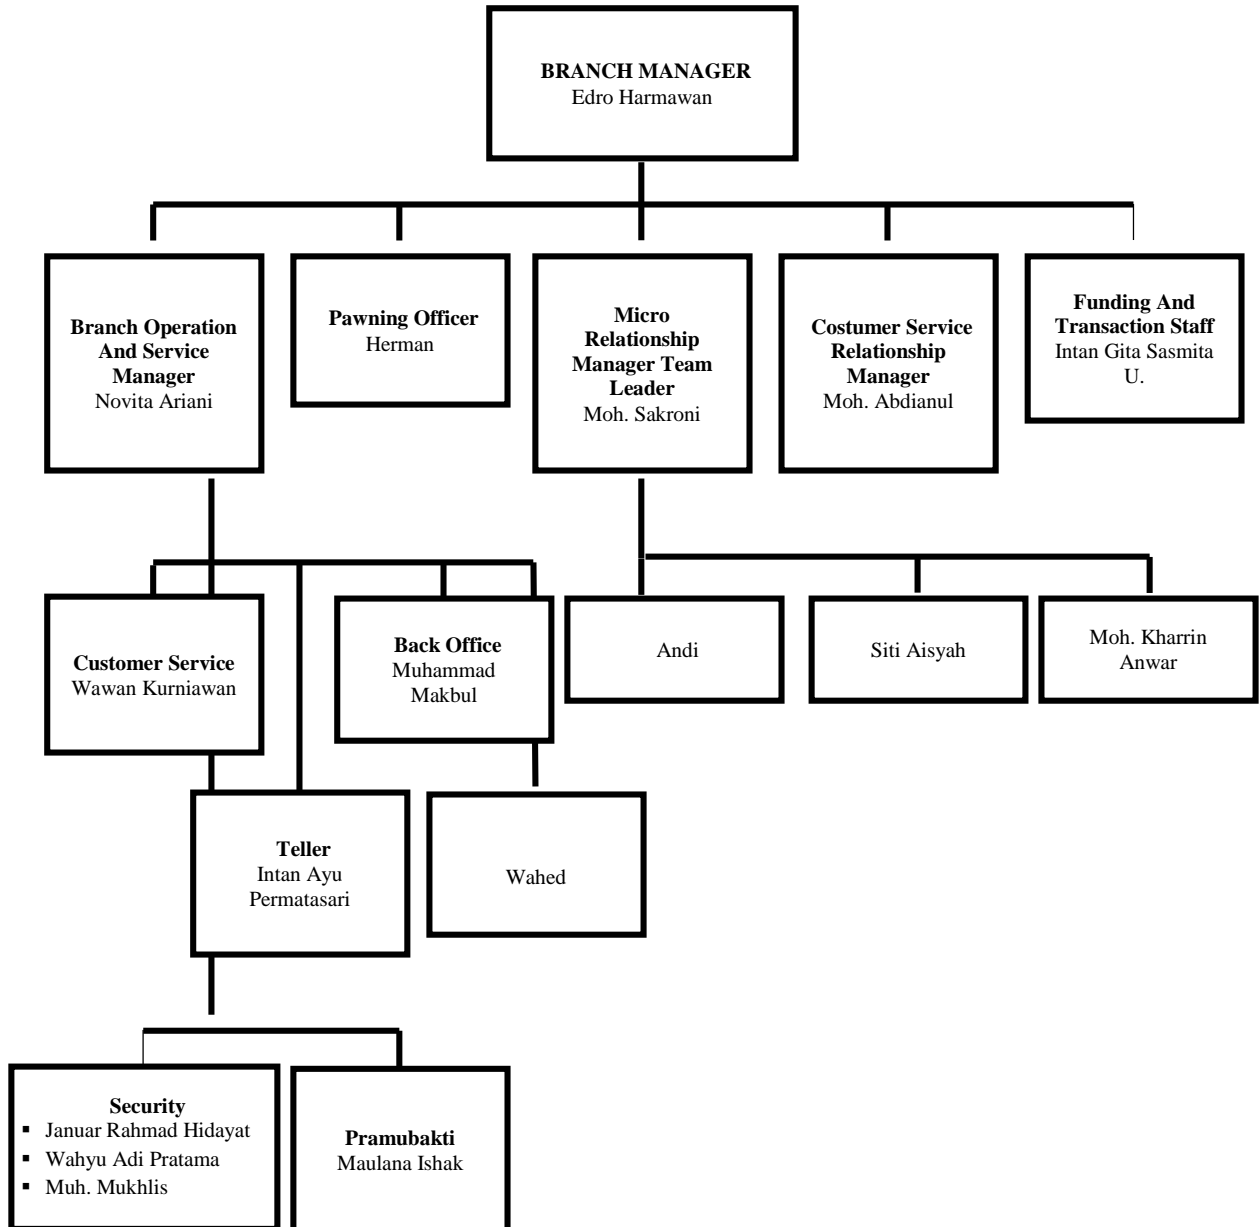 BRANCH MANAGER
Edro Harmawan
Branch Operation
And Service
Manager
Novita Ariani
Pawning Officer
Herman
Micro
Relationship
Manager Team
Leader
Moh. Sakroni
Costumer Service
Relationship
Manager
Moh. Abdianul
Funding And
Transaction Staff
Intan Gita Sasmita
U.
Customer Service
Wawan Kurniawan
Back Office
Muhammad
Makbul
Andi
Siti Aisyah
Moh. Kharrin
Anwar
Teller
Intan Ayu
Permatasari
Wahed
Security
▪ Januar Rahmad Hidayat
▪ Wahyu Adi Pratama
▪ Muh. Mukhlis
Pramubakti
Maulana Ishak